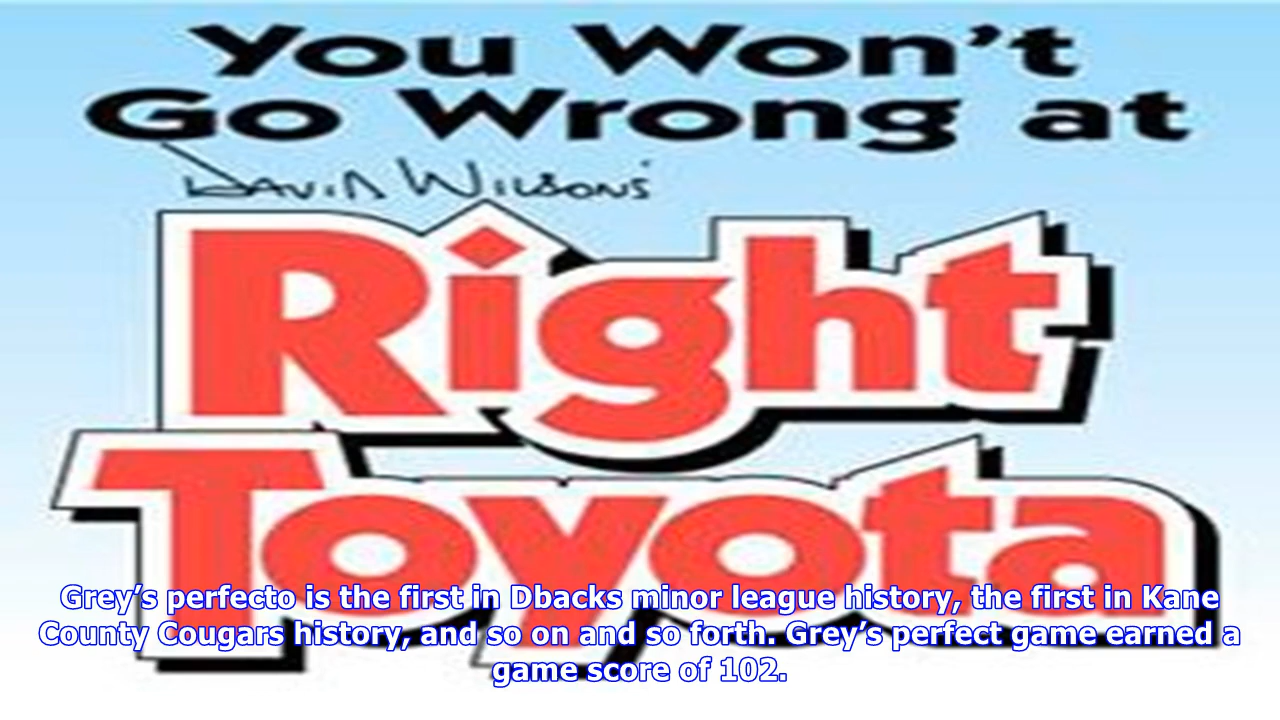 You Won't
Go Wrong at
David Wilson's
Right
Toyota
Grey’s perfecto is the first in Dbacks minor league history, the first in Kane
County Cougars history, and so on and so forth. Grey’s perfect game earned a
game score of 102.